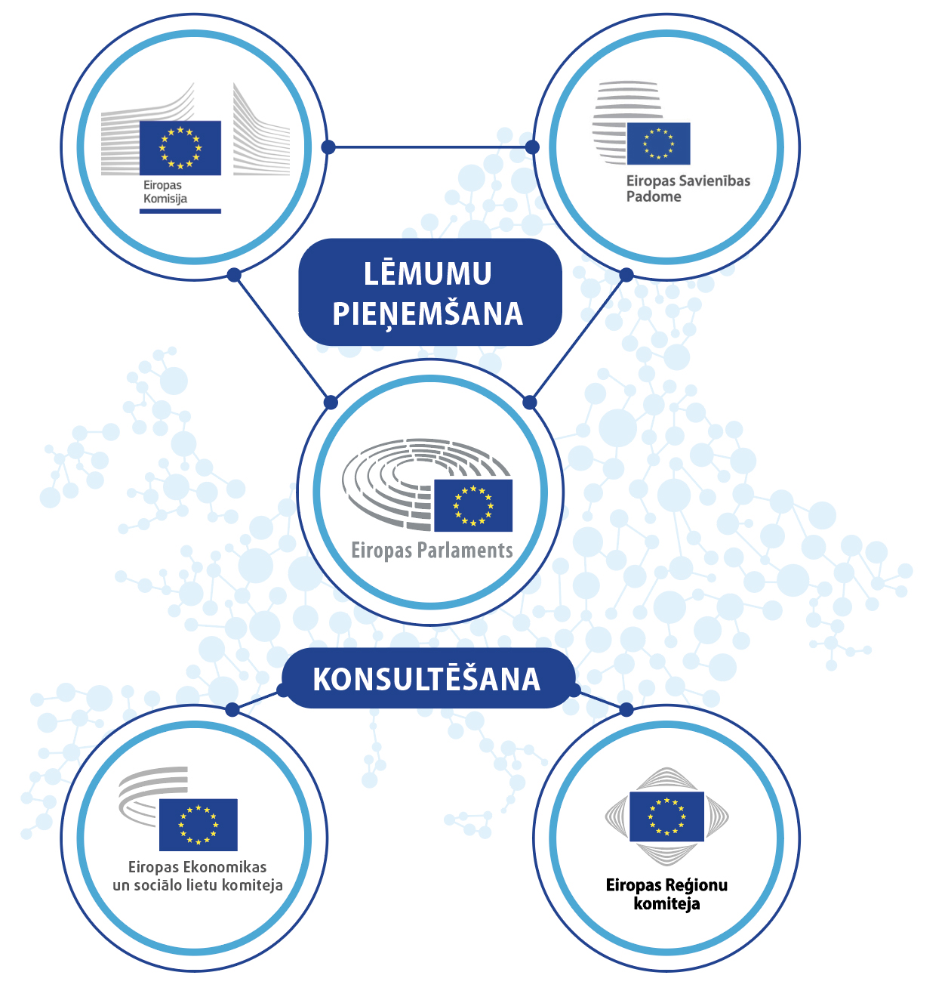 Eiropas
Komisija
Eiropas Savienības
Padome
LĒMUMU
PIEŅEMŠANA
Eiropas Parlaments
KONSULTĒŠANA
Eiropas Ekonomikas
un sociālo lietu komiteja
Eiropas Reģionu
komiteja